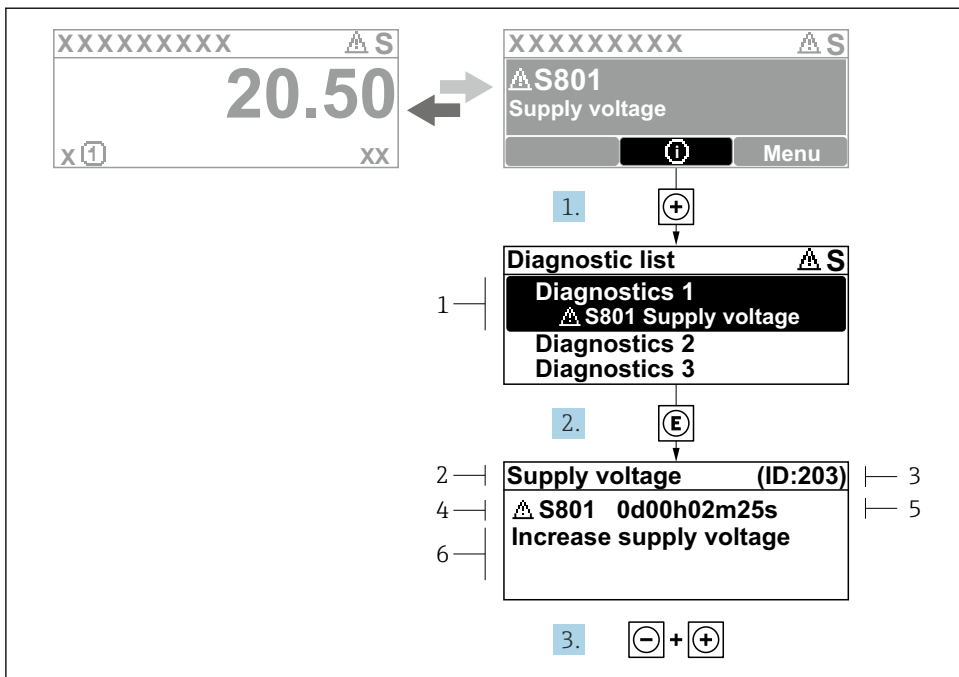 XXXXXXXXX ⚠ S
20.50
x 1 xx
XXXXXXXXX ⚠ S
⚠ S801
Supply voltage
i Menu
1. +
Diagnostic list ⚠ S
1
Diagnostics 1
⚠ S801 Supply voltage
Diagnostics 2
Diagnostics 3
2. E
2 Supply voltage (ID:203) 3
4 ⚠ S801 0d00h02m25s 5
6 Increase supply voltage
3. - + +